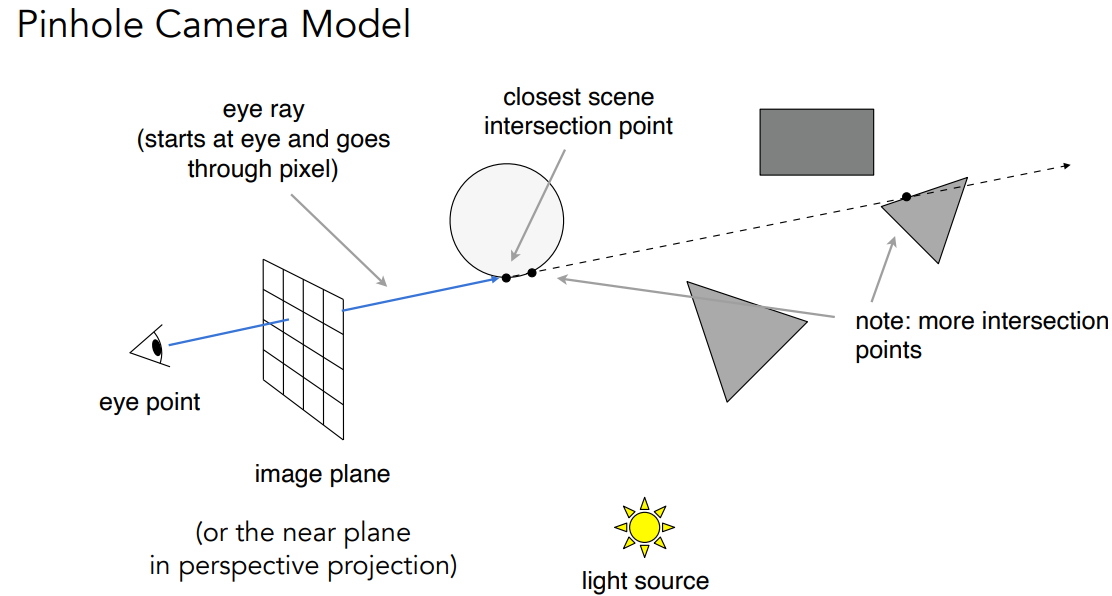 Pinhole Camera Model
eye ray
(starts at eye and goes
through pixel)
closest scene
intersection point
note: more intersection
points
eye point
image plane
(or the near plane
in perspective projection)
light source